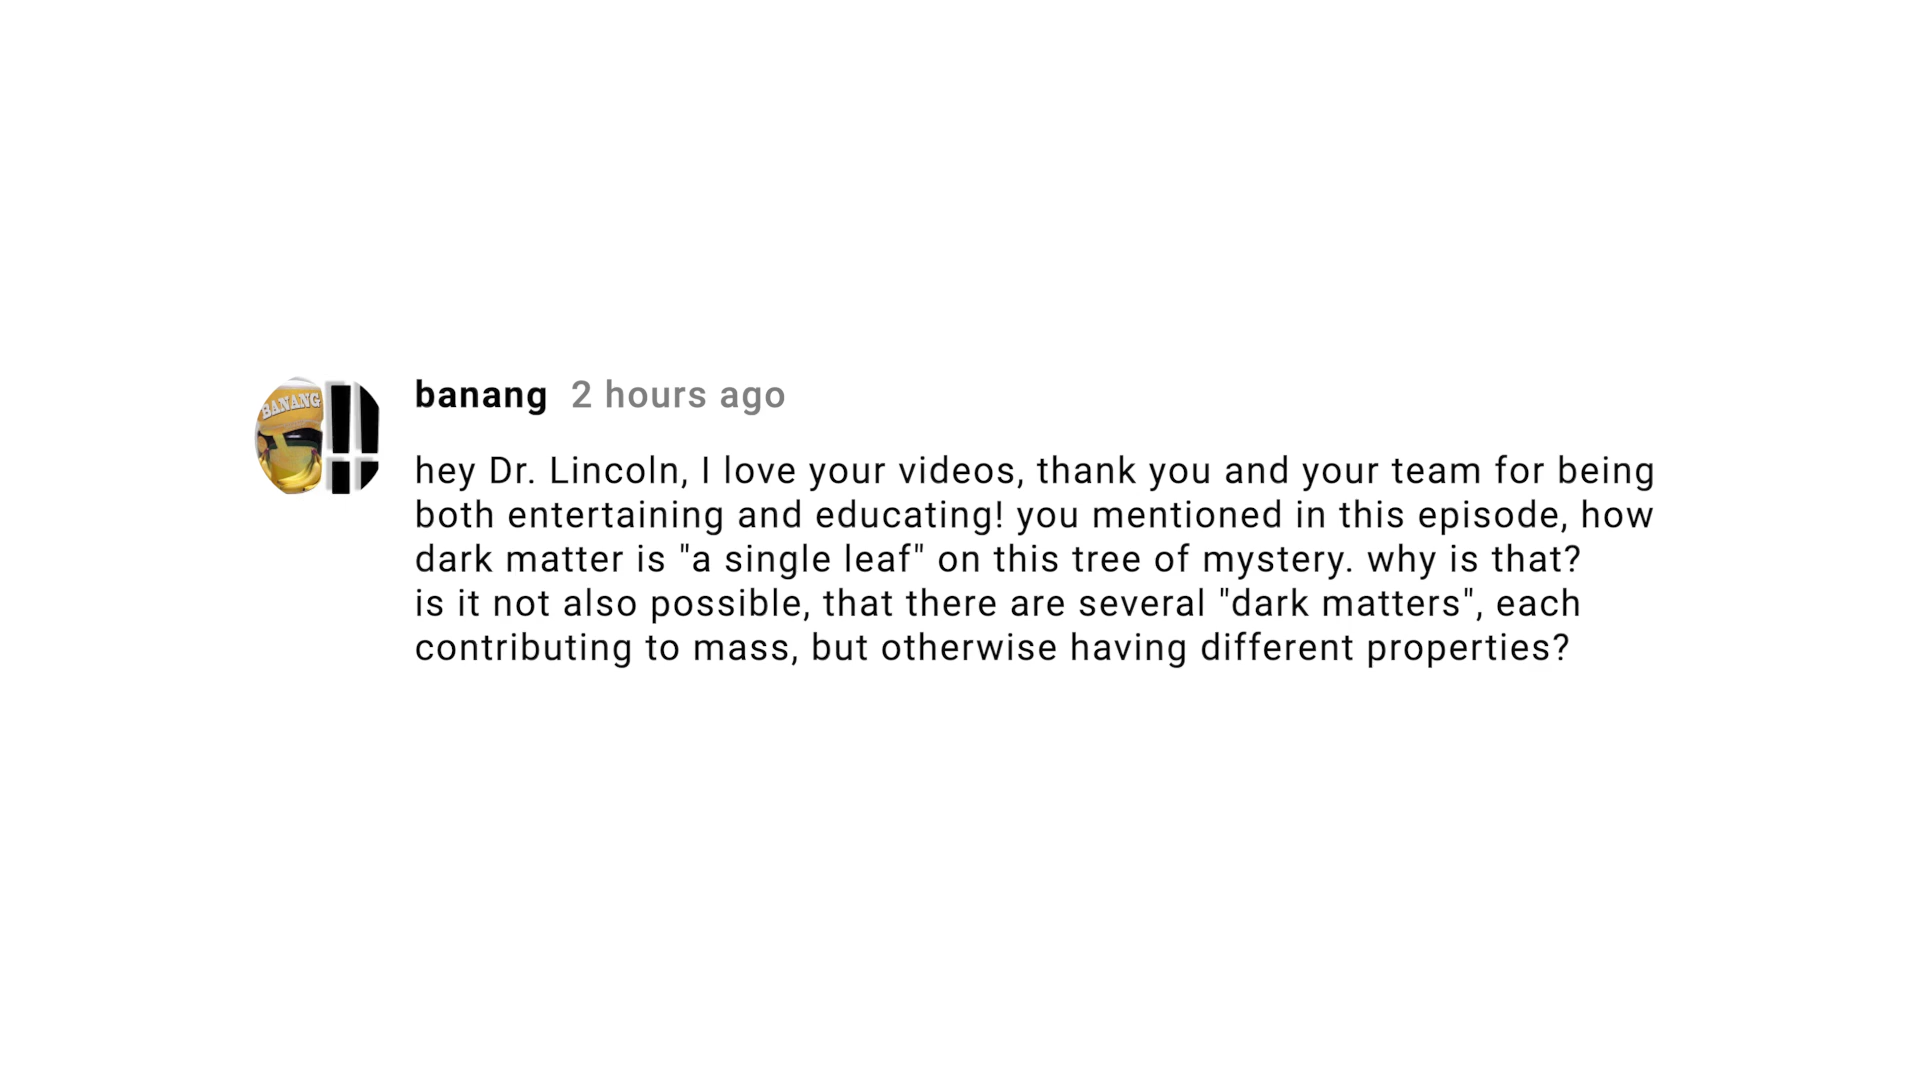 BANANG
banang 2 hours ago
hey Dr. Lincoln, I love your videos, thank you and your team for being
both entertaining and educating! you mentioned in this episode, how
dark matter is "a single leaf" on this tree of mystery. why is that?
is it not also possible, that there are several "dark matters", each
contributing to mass, but otherwise having different properties?